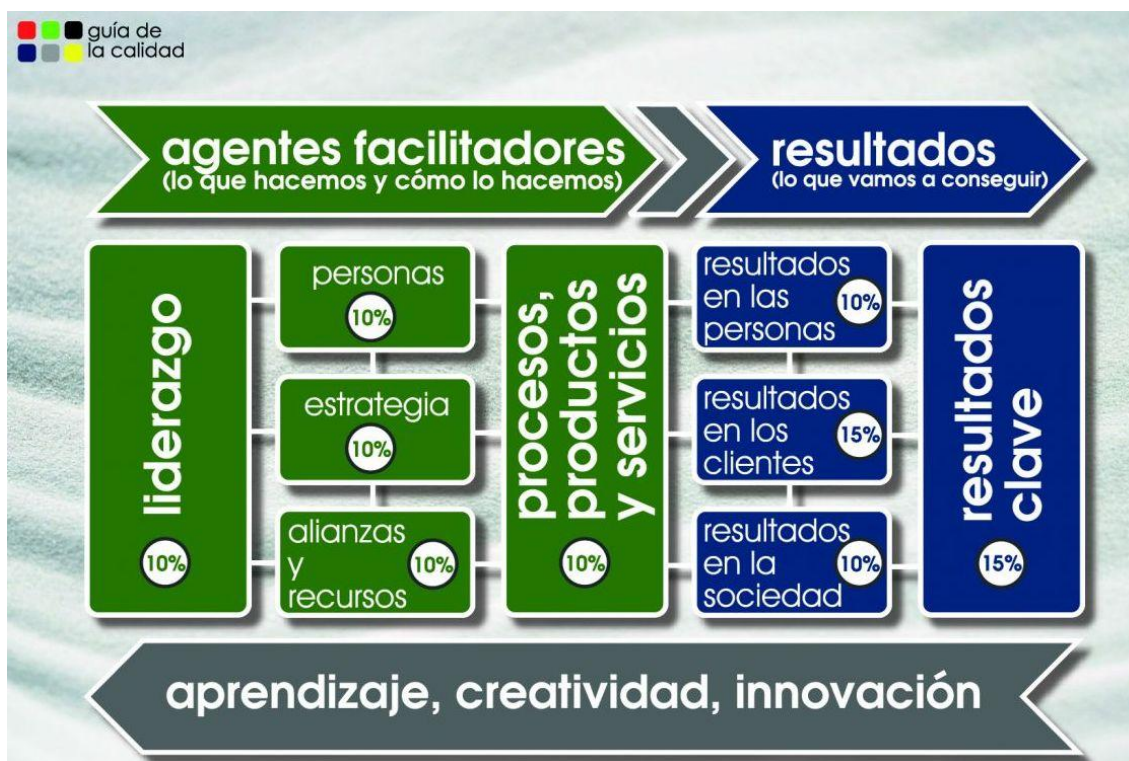 guía de
la calidad
agentes facilitadores
(lo que hacemos y cómo lo hacemos)
resultados
(lo que vamos a conseguir)
liderazgo
10%
personas
10%
estrategia
10%
alianzas
y
recursos
10%
procesos,
productos
y servicios
10%
resultados
en las
personas
10%
resultados
en los
clientes
15%
resultados
en la
sociedad
10%
resultados
clave
15%
aprendizaje, creatividad, innovación